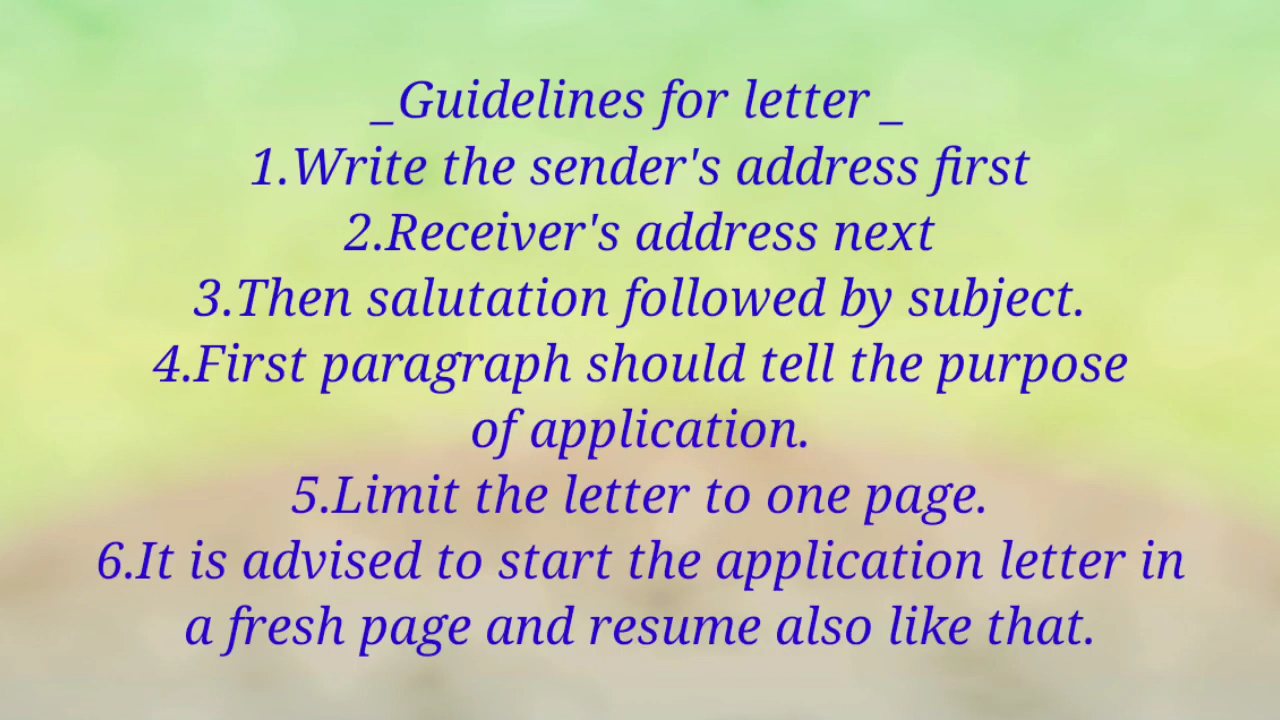 _Guidelines for letter _
1.Write the sender's address first
2.Receiver's address next
3.Then salutation followed by subject.
4.First paragraph should tell the purpose
of application.
5.Limit the letter to one page.
6.It is advised to start the application letter in
a fresh page and resume also like that.